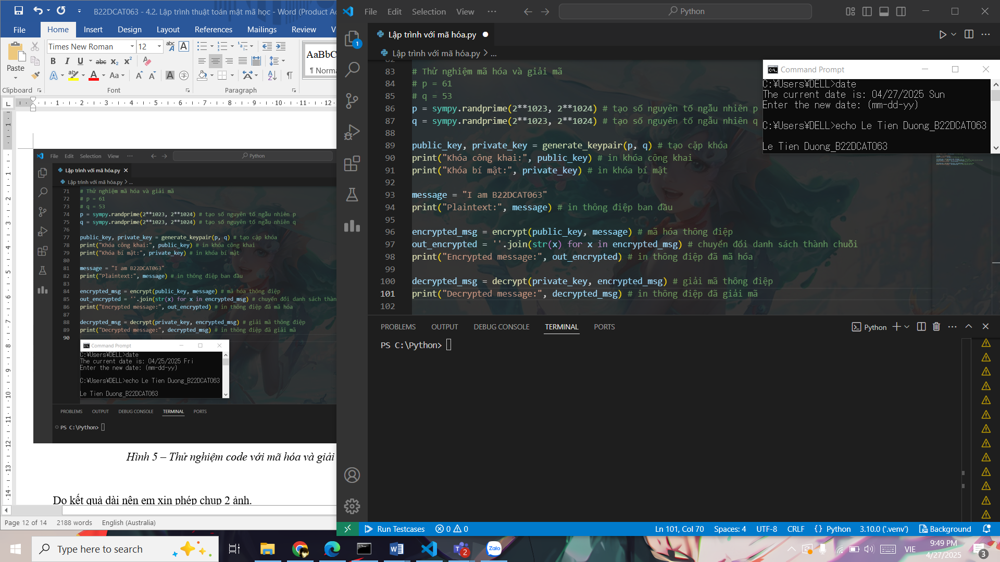 B22DCAT063 - 4.2. Lập trình thuật toán mật mã học - Word (Product Ac
File Home Insert Design Layout References Mailings Review V
Paste
Times New Roman 12
AaBbC
¶ Norma
Clipboard Font Paragraph
File Edit Selection View ···
Python
Lập trình với mã hóa.py
Lập trình với mã hóa.py > ...
71 # Thử nghiệm mã hóa và giải mã
72 # p = 61
73 # q = 53
74 p = sympy.randprime(2**1023, 2**1024) # tạo số nguyên tố ngẫu nhiên p
75 q = sympy.randprime(2**1023, 2**1024) # tạo số nguyên tố ngẫu nhiên q
76
77 public_key, private_key = generate_keypair(p, q) # tạo cặp khóa
78 print("Khóa công khai:", public_key) # in khóa công khai
79 print("Khóa bí mật:", private_key) # in khóa bí mật
80
81 message = "I am B22DCAT063"
82 print("Plaintext:", message) # in thông điệp ban đầu
83
84 encrypted_msg = encrypt(public_key, message) # mã hóa thông điệp
85 out_encrypted = ''.join(str(x) for x in encrypted_msg) # chuyển đổi danh sách thàn
86 print("Encrypted message:", out_encrypted) # in thông điệp đã mã hóa
87
88 decrypted_msg = decrypt(private_key, encrypted_msg) # giải mã thông điệp
89 print("Decrypted message:", decrypted_msg) # in thông điệp đã giải mã
90
Command Prompt
C:¥Users¥DELL>date
The current date is: 04/25/2025 Fri
Enter the new date: (mm-dd-yy)
C:¥Users¥DELL>echo Le Tien Duong_B22DCAT063
Le Tien Duong_B22DCAT063
PROBLEMS OUTPUT DEBUG CONSOLE TERMINAL PORTS
PS C:\Python>
Hình 5 – Thử nghiệm code với mã hóa và giải
Do kết quả dài nên em xin phép chụp 2 ảnh.
Page 12 of 14 2188 words English (Australia)
File Edit Selection View ···
Python
1
Lập trình với mã hóa.py
Lập trình với mã hóa.py > ...
82
83 # Thử nghiệm mã hóa và giải mã
84 # p = 61
85 # q = 53
86 p = sympy.randprime(2**1023, 2**1024) # tạo số nguyên tố ngẫu nhiên p
87 q = sympy.randprime(2**1023, 2**1024) # tạo số nguyên tố ngẫu nhiên q
88
89 public_key, private_key = generate_keypair(p, q) # tạo cặp khóa
90 print("Khóa công khai:", public_key) # in khóa công khai
91 print("Khóa bí mật:", private_key) # in khóa bí mật
92
93 message = "I am B22DCAT063"
94 print("Plaintext:", message) # in thông điệp ban đầu
95
96 encrypted_msg = encrypt(public_key, message) # mã hóa thông điệp
97 out_encrypted = ''.join(str(x) for x in encrypted_msg) # chuyển đổi danh sách thành chuỗi
98 print("Encrypted message:", out_encrypted) # in thông điệp đã mã hóa
99
100 decrypted_msg = decrypt(private_key, encrypted_msg) # giải mã thông điệp
101 print("Decrypted message:", decrypted_msg) # in thông điệp đã giải mã
102
Command Prompt
C:¥Users¥DELL>date
The current date is: 04/27/2025 Sun
Enter the new date: (mm-dd-yy)
C:¥Users¥DELL>echo Le Tien Duong_B22DCAT063
Le Tien Duong_B22DCAT063
PROBLEMS OUTPUT DEBUG CONSOLE TERMINAL PORTS
Python
PS C:\Python>
Run Testcases 0 0
Ln 101, Col 70 Spaces: 4 UTF-8 CRLF {} Python 3.10.0 ('.venv') Background
Type here to search
2
Zalo
VIE
9:49 PM
4/27/2025
3